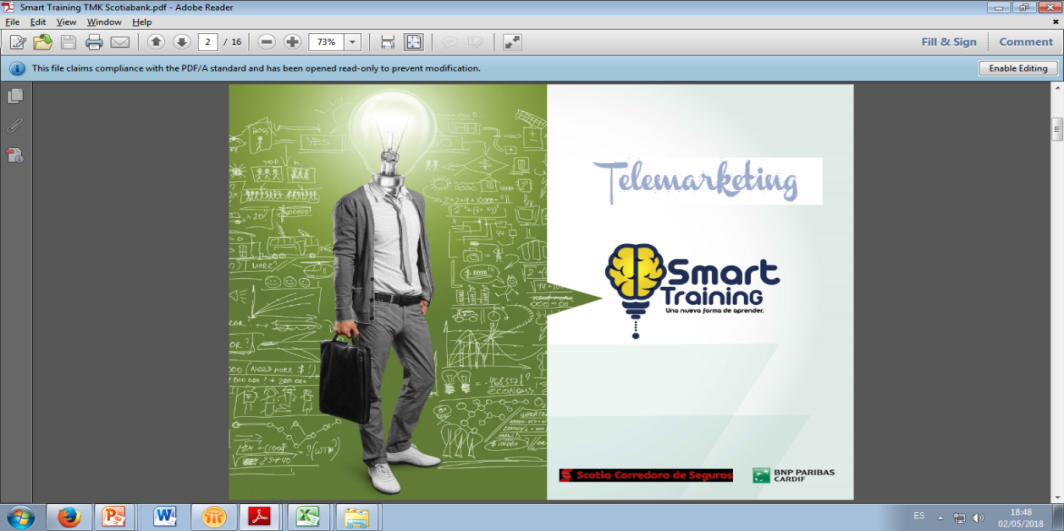 Smart Training TMK Scotiabank.pdf - Adobe Reader
File Edit View Window Help
2 / 16 73% Fill & Sign Comment
This file claims compliance with the PDF/A standard and has been opened read-only to prevent modification. Enable Editing
BOSS
YES
Telemarketing
Smart
Training
Una nueva forma de aprender.
Scotia Corredora de Seguros
BNP PARIBAS
CARDIF
ES
18:48
02/05/2018